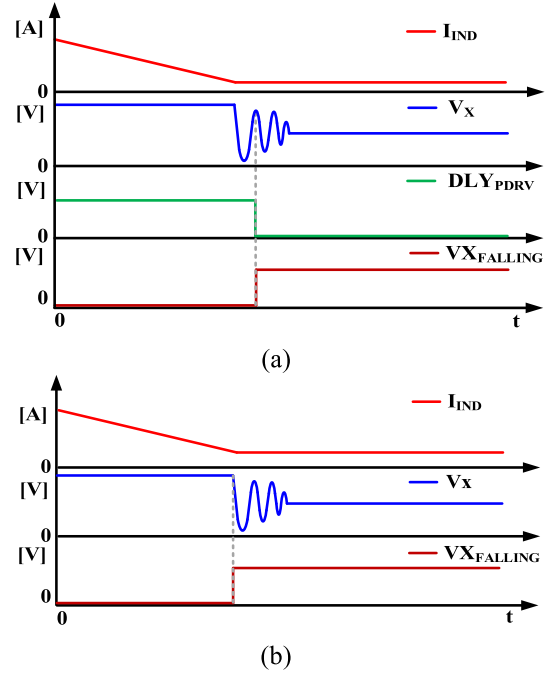 [A]
I_IND
0
[V]
V_X
0
[V]
DLY_PDRV
0
[V]
VX_FALLING
0
0
t
(a)
[A]
I_IND
0
[V]
Vx
0
[V]
VX_FALLING
0
0
t
(b)